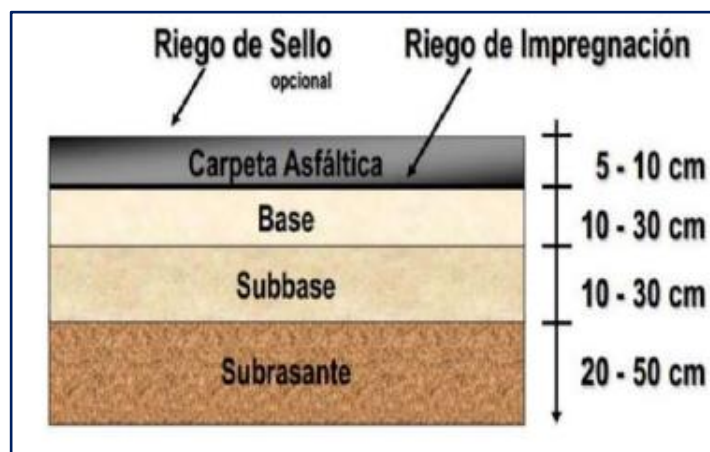 Riego de Sello
opcional
Riego de Impregnación
Carpeta Asfáltica
5 - 10 cm
Base
10 - 30 cm
Subbase
10 - 30 cm
Subrasante
20 - 50 cm